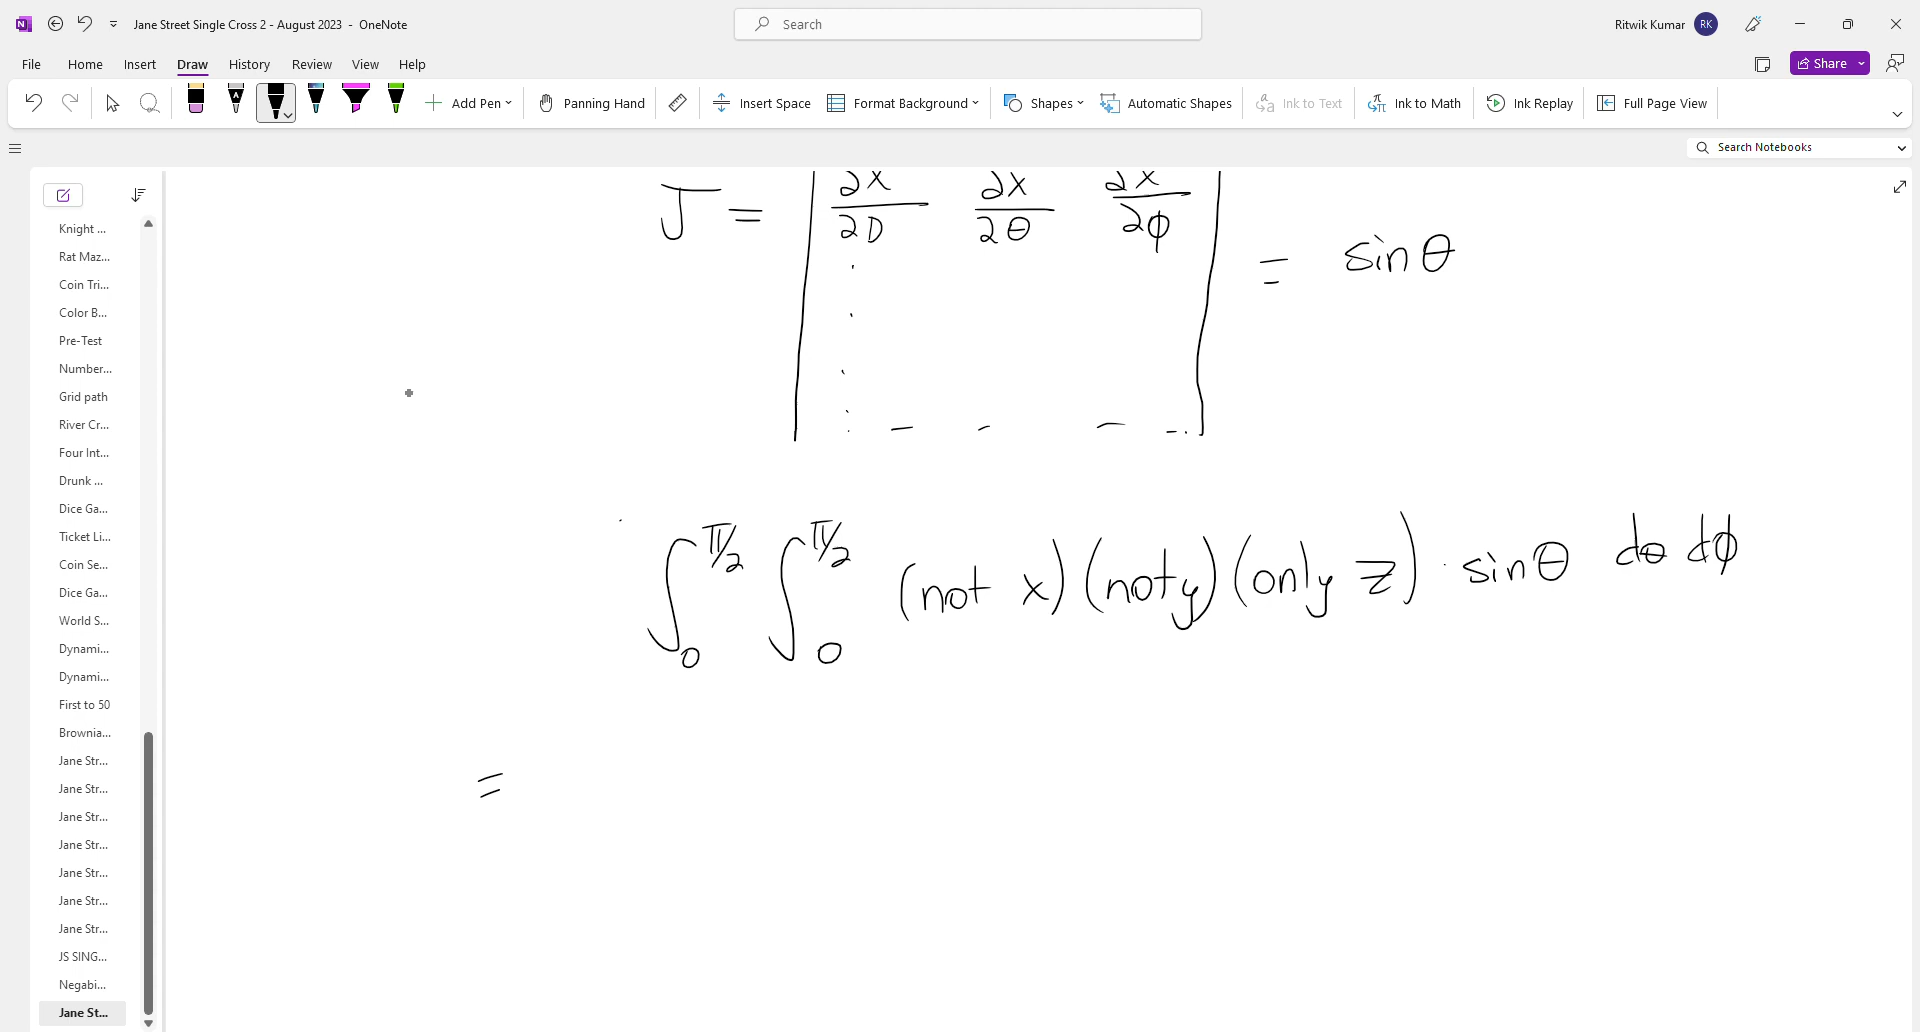 Jane Street Single Cross 2 - August 2023 - OneNote
Search
Ritwik Kumar RK
File Home Insert Draw History Review View Help
Share
Add Pen Panning Hand Insert Space Format Background Shapes Automatic Shapes Ink to Text Ink to Math Ink Replay Full Page View
Search Notebooks
Knight ...
Rat Maz...
Coin Tri...
Color B...
Pre-Test
Number...
Grid path
River Cr...
Four Int...
Drunk ...
Dice Ga...
Ticket Li...
Coin Se...
Dice Ga...
World S...
Dynami...
Dynami...
First to 50
Brownia...
Jane Str...
Jane Str...
Jane Str...
Jane Str...
Jane Str...
Jane Str...
Jane Str...
JS SING...
Negabi...
Jane St...
J = | ∂x/∂D ∂x/∂θ ∂x/∂ϕ | = sin θ
∫₀^π/2 ∫₀^π/2 (not x)(not y)(only z) · sin θ dθ dϕ
=